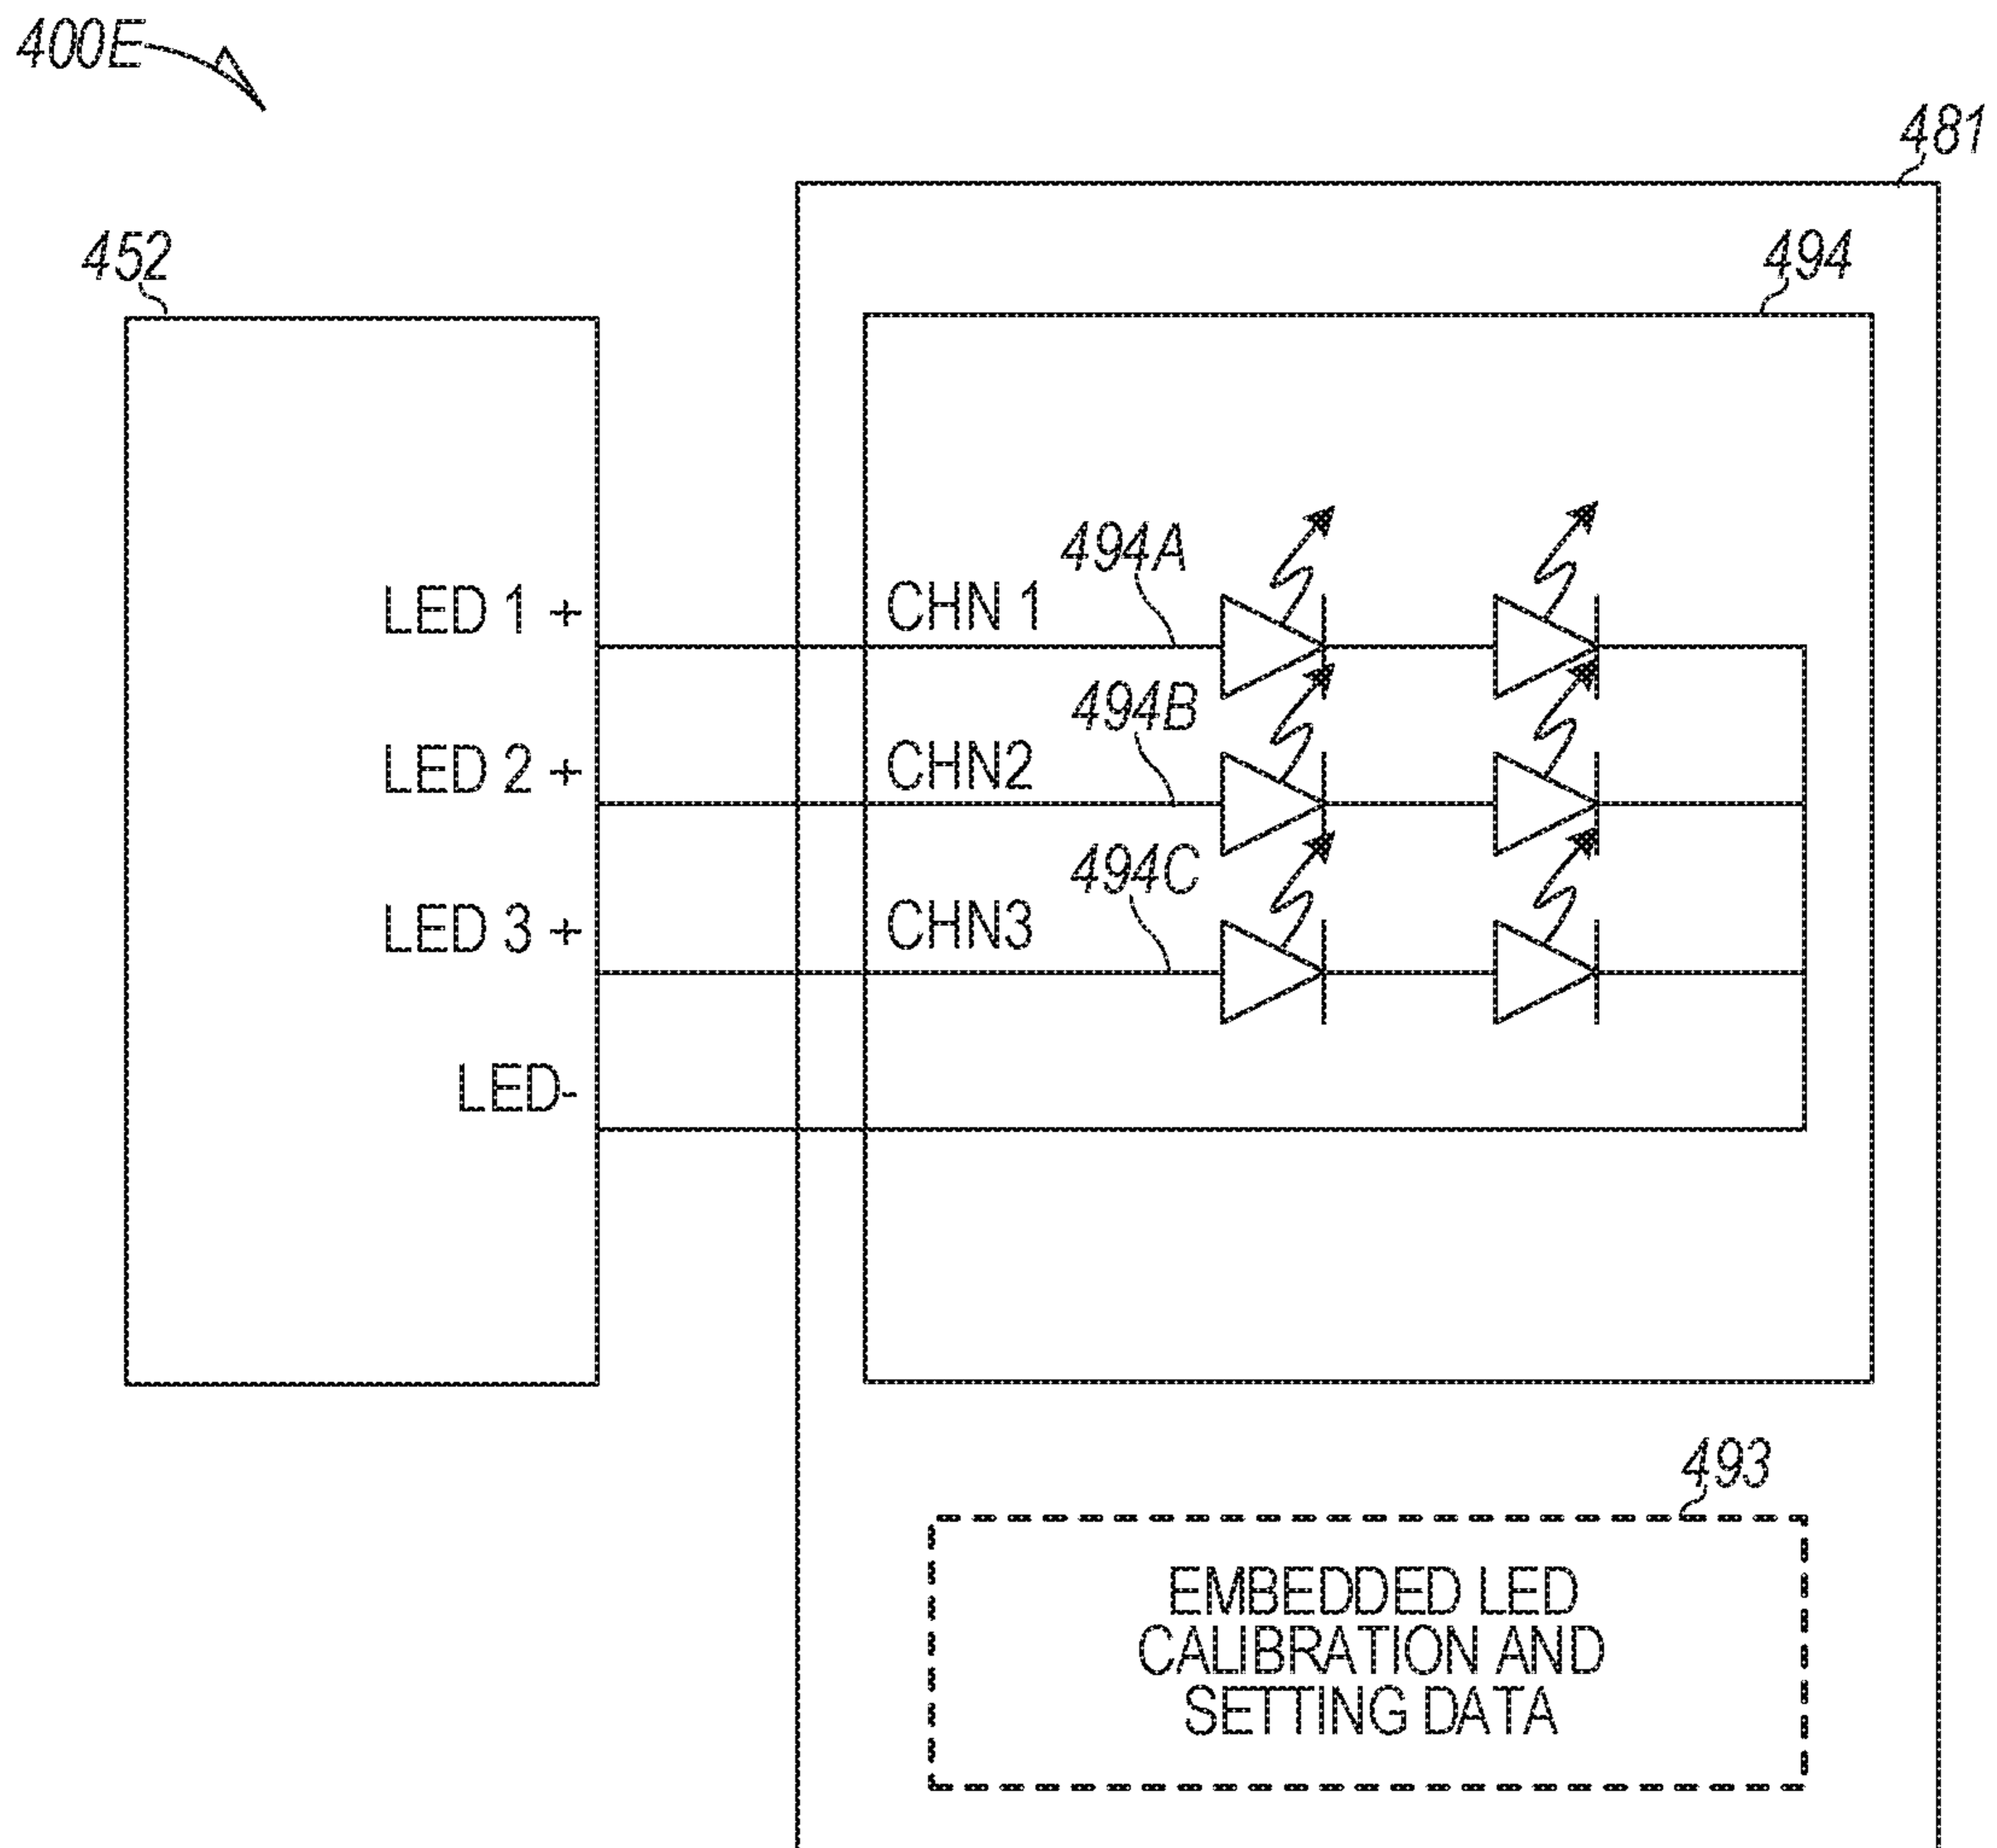 400E
481
452
494
494A
LED 1 +
CHN 1
494B
LED 2 +
CHN2
494C
LED 3 +
CHN3
LED-
493
EMBEDDED LED
CALIBRATION AND
SETTING DATA